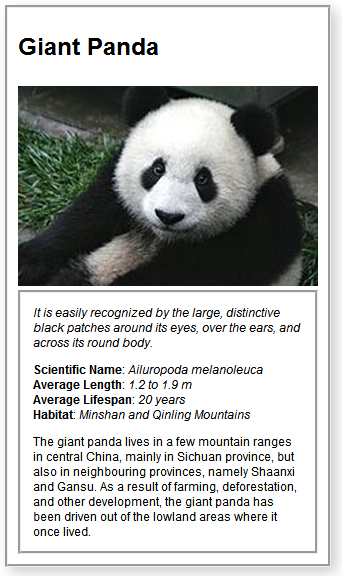 Giant Panda
It is easily recognized by the large, distinctive
black patches around its eyes, over the ears, and
across its round body.
Scientific Name: Ailuropoda melanoleuca
Average Length: 1.2 to 1.9 m
Average Lifespan: 20 years
Habitat: Minshan and Qinling Mountains
The giant panda lives in a few mountain ranges
in central China, mainly in Sichuan province, but
also in neighbouring provinces, namely Shaanxi
and Gansu. As a result of farming, deforestation,
and other development, the giant panda has
been driven out of the lowland areas where it
once lived.